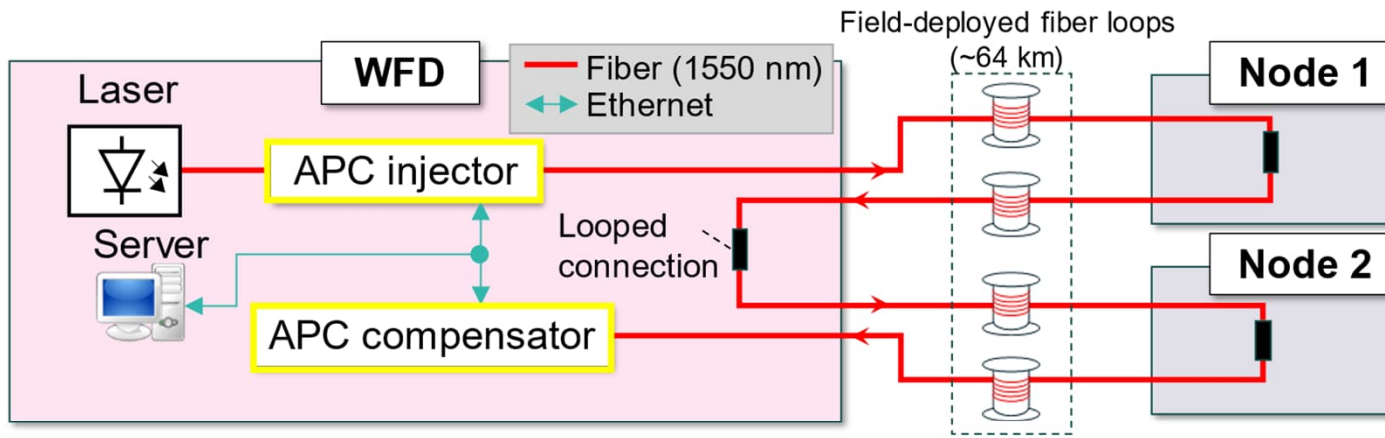 Field-deployed fiber loops
(~64 km)
WFD
Fiber (1550 nm)
Ethernet
Node 1
Laser
APC injector
Looped
connection
Server
Node 2
APC compensator